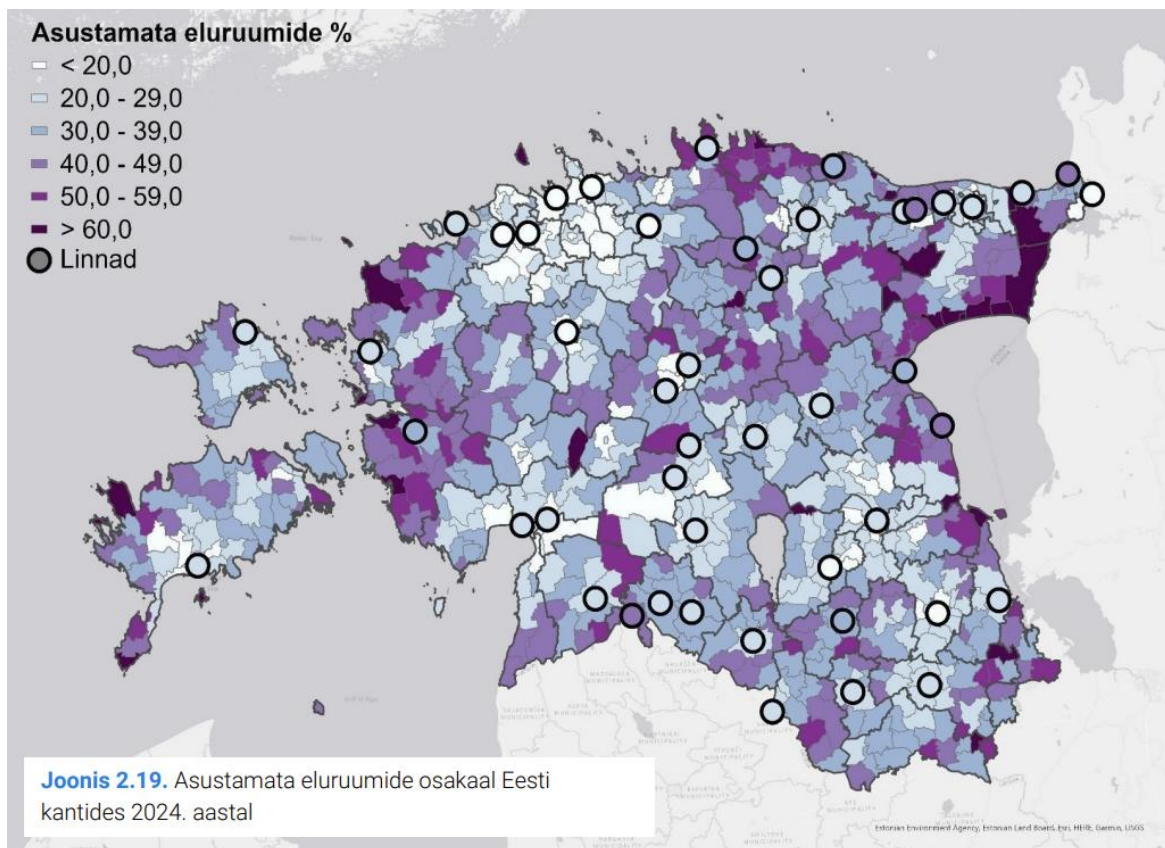 Asustamata eluruumide %
< 20,0
20,0 - 29,0
30,0 - 39,0
40,0 - 49,0
50,0 - 59,0
> 60,0
Linnad
Joonis 2.19. Asustamata eluruumide osakaal Eesti
kantides 2024. aastal
Estonian Environment Agency, Estonian Land Board, Esri, HERE, Garmin, USGS